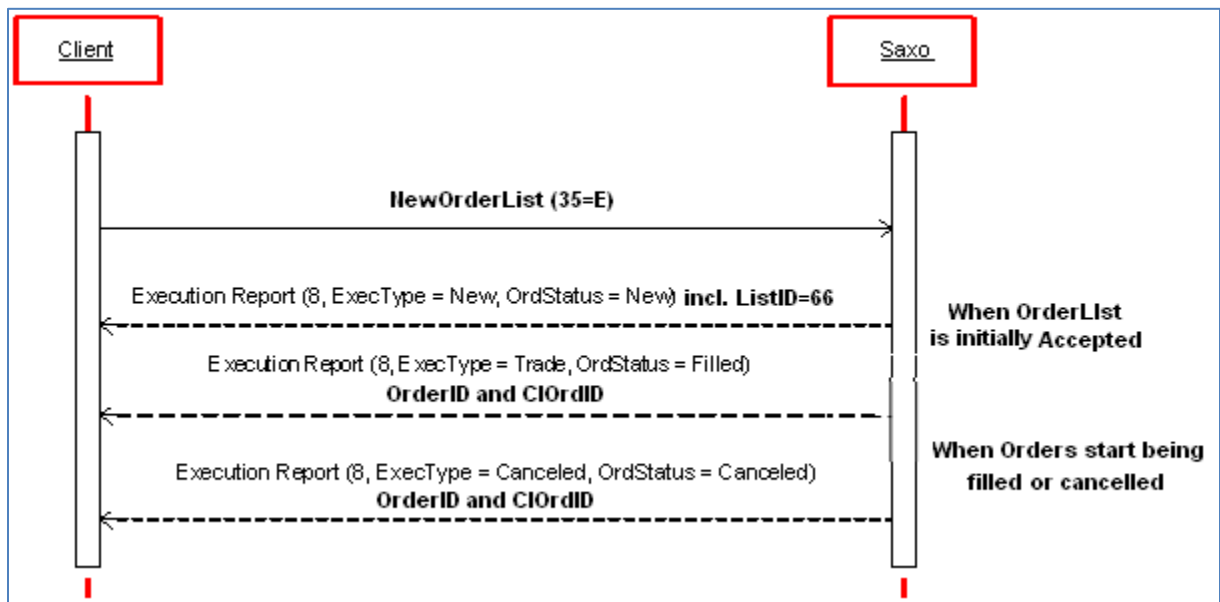 Client
Saxo
NewOrderList (35=E)
Execution Report (8, ExecType = New, OrdStatus = New) incl. ListID=66
When OrderLIst
is initially Accepted
Execution Report (8, ExecType = Trade, OrdStatus = Filled)
OrderID and ClOrdID
Execution Report (8, ExecType = Canceled, OrdStatus = Canceled)
OrderID and ClOrdID
When Orders start being
filled or cancelled